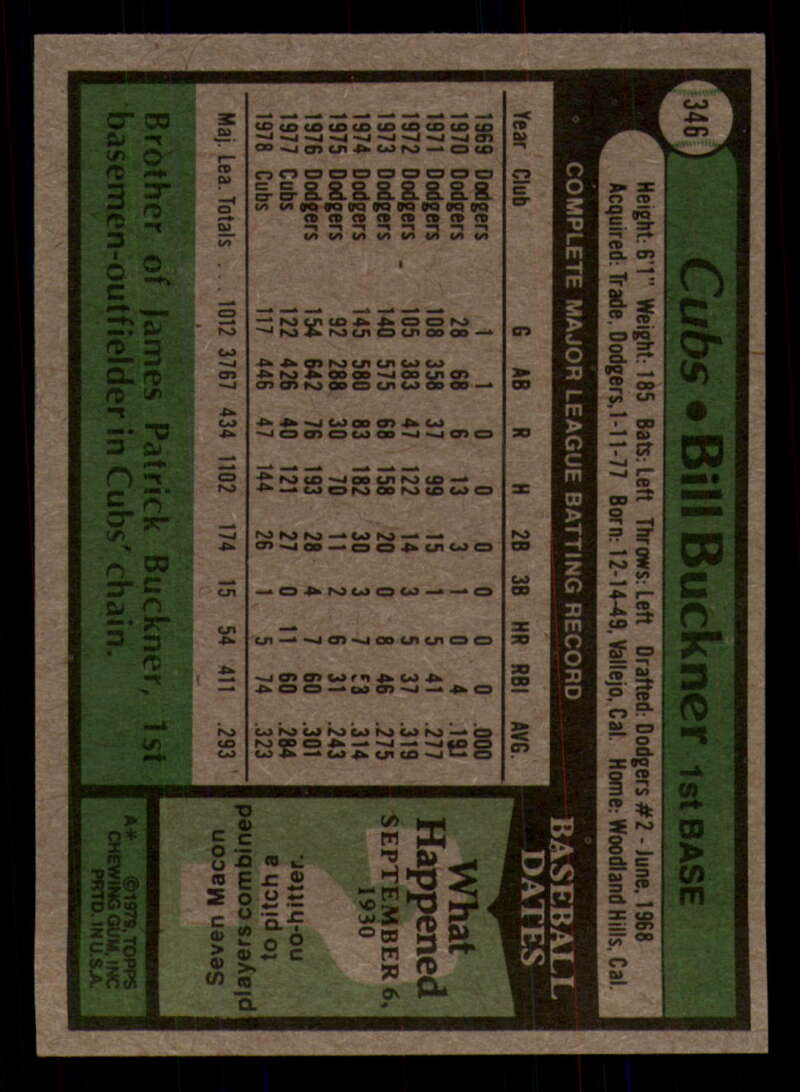 346
Cubs • Bill Buckner 1st BASE
Height: 6'1" Weight: 185 Bats: Left Throws: Left Drafted: Dodgers #2 - June, 1968
Acquired: Trade, Dodgers, 1-11-77 Born: 12-14-49, Vallejo, Cal. Home: Woodland Hills, Cal.
COMPLETE MAJOR LEAGUE BATTING RECORD
Year Club G AB R H 2B 3B HR RBI AVG.
1969 Dodgers 1 1 0 0 0 0 0 0 .000
1970 Dodgers 28 68 6 13 3 1 0 4 .191
1971 Dodgers 108 358 37 99 15 1 5 41 .277
1972 Dodgers 105 383 47 122 14 3 5 37 .319
1973 Dodgers 140 575 68 158 20 0 8 46 .275
1974 Dodgers 145 580 83 182 30 3 7 53 .314
1975 Dodgers 92 288 30 70 11 2 6 31 .243
1976 Dodgers 154 642 76 193 28 4 7 60 .301
1977 Cubs 122 426 40 121 27 0 11 60 .284
1978 Cubs 117 446 47 144 26 1 5 74 .323
Maj. Lea. Totals . . . 1012 3767 434 1102 174 15 54 411 .293
Brother of James Patrick Buckner, 1st
basemen-outfielder in Cubs' chain.
BASEBALL
DATES
What
Happened
SEPTEMBER 6,
1930
Seven Macon
players combined
to pitch a
no-hitter.
A* ©1979, TOPPS
CHEWING GUM, INC
PRTD. IN U.S.A.